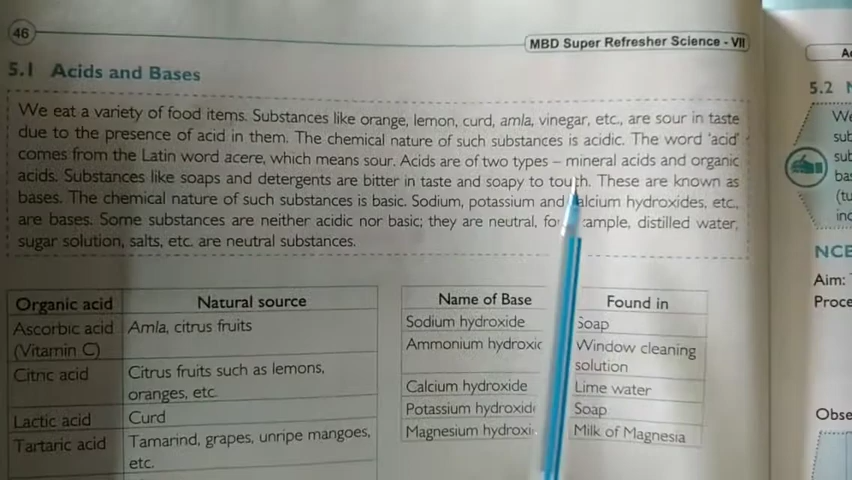 46
MBD Super Refresher Science - VII
5.1 Acids and Bases
We eat a variety of food items. Substances like orange, lemon, curd, amla, vinegar, etc., are sour in taste
due to the presence of acid in them. The chemical nature of such substances is acidic. The word 'acid'
comes from the Latin word acere, which means sour. Acids are of two types – mineral acids and organic
acids. Substances like soaps and detergents are bitter in taste and soapy to touch. These are known as
bases. The chemical nature of such substances is basic. Sodium, potassium and calcium hydroxides, etc.,
are bases. Some substances are neither acidic nor basic; they are neutral, for example, distilled water,
sugar solution, salts, etc. are neutral substances.
Organic acid Natural source
Ascorbic acid Amla, citrus fruits
(Vitamin C)
Citric acid Citrus fruits such as lemons,
oranges, etc.
Lactic acid Curd
Tartaric acid Tamarind, grapes, unripe mangoes,
etc.
Name of Base Found in
Sodium hydroxide Soap
Ammonium hydroxid Window cleaning
solution
Calcium hydroxide Lime water
Potassium hydroxide Soap
Magnesium hydroxi Milk of Magnesia
5.2
We
sub
sub
ba
(tu
inc
NCE
Aim:
Proce
Obse